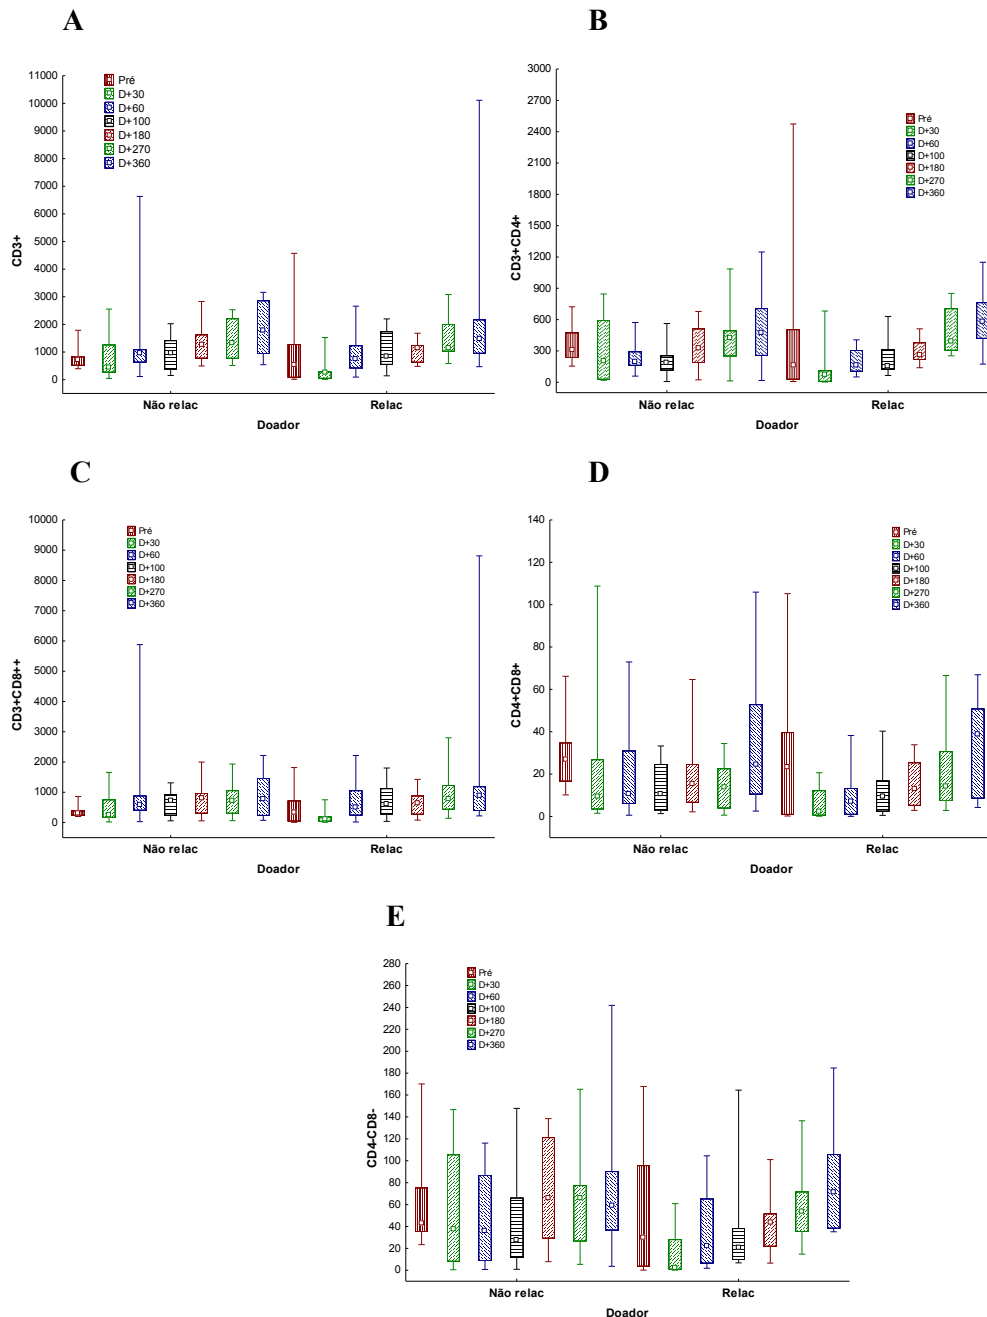 A
B
11000
10000
9000
8000
7000
6000
5000
4000
3000
2000
1000
0
CD3+
Pré
D+30
D+60
D+100
D+180
D+270
D+360
Não relac
Relac
Doador
3000
2700
2400
2100
1800
1500
1200
900
600
300
0
CD3+CD4+
Pré
D+30
D+60
D+100
D+180
D+270
D+360
Não relac
Relac
Doador
C
D
10000
9000
8000
7000
6000
5000
4000
3000
2000
1000
0
CD3+CD8++
Pré
D+30
D+60
D+100
D+180
D+270
D+360
Não relac
Relac
Doador
140
120
100
80
60
40
20
0
CD4+CD8+
Pré
D+30
D+60
D+100
D+180
D+270
D+360
Não relac
Relac
Doador
E
280
260
240
220
200
180
160
140
120
100
80
60
40
20
0
CD4-CD8-
Pré
D+30
D+60
D+100
D+180
D+270
D+360
Não relac
Relac
Doador